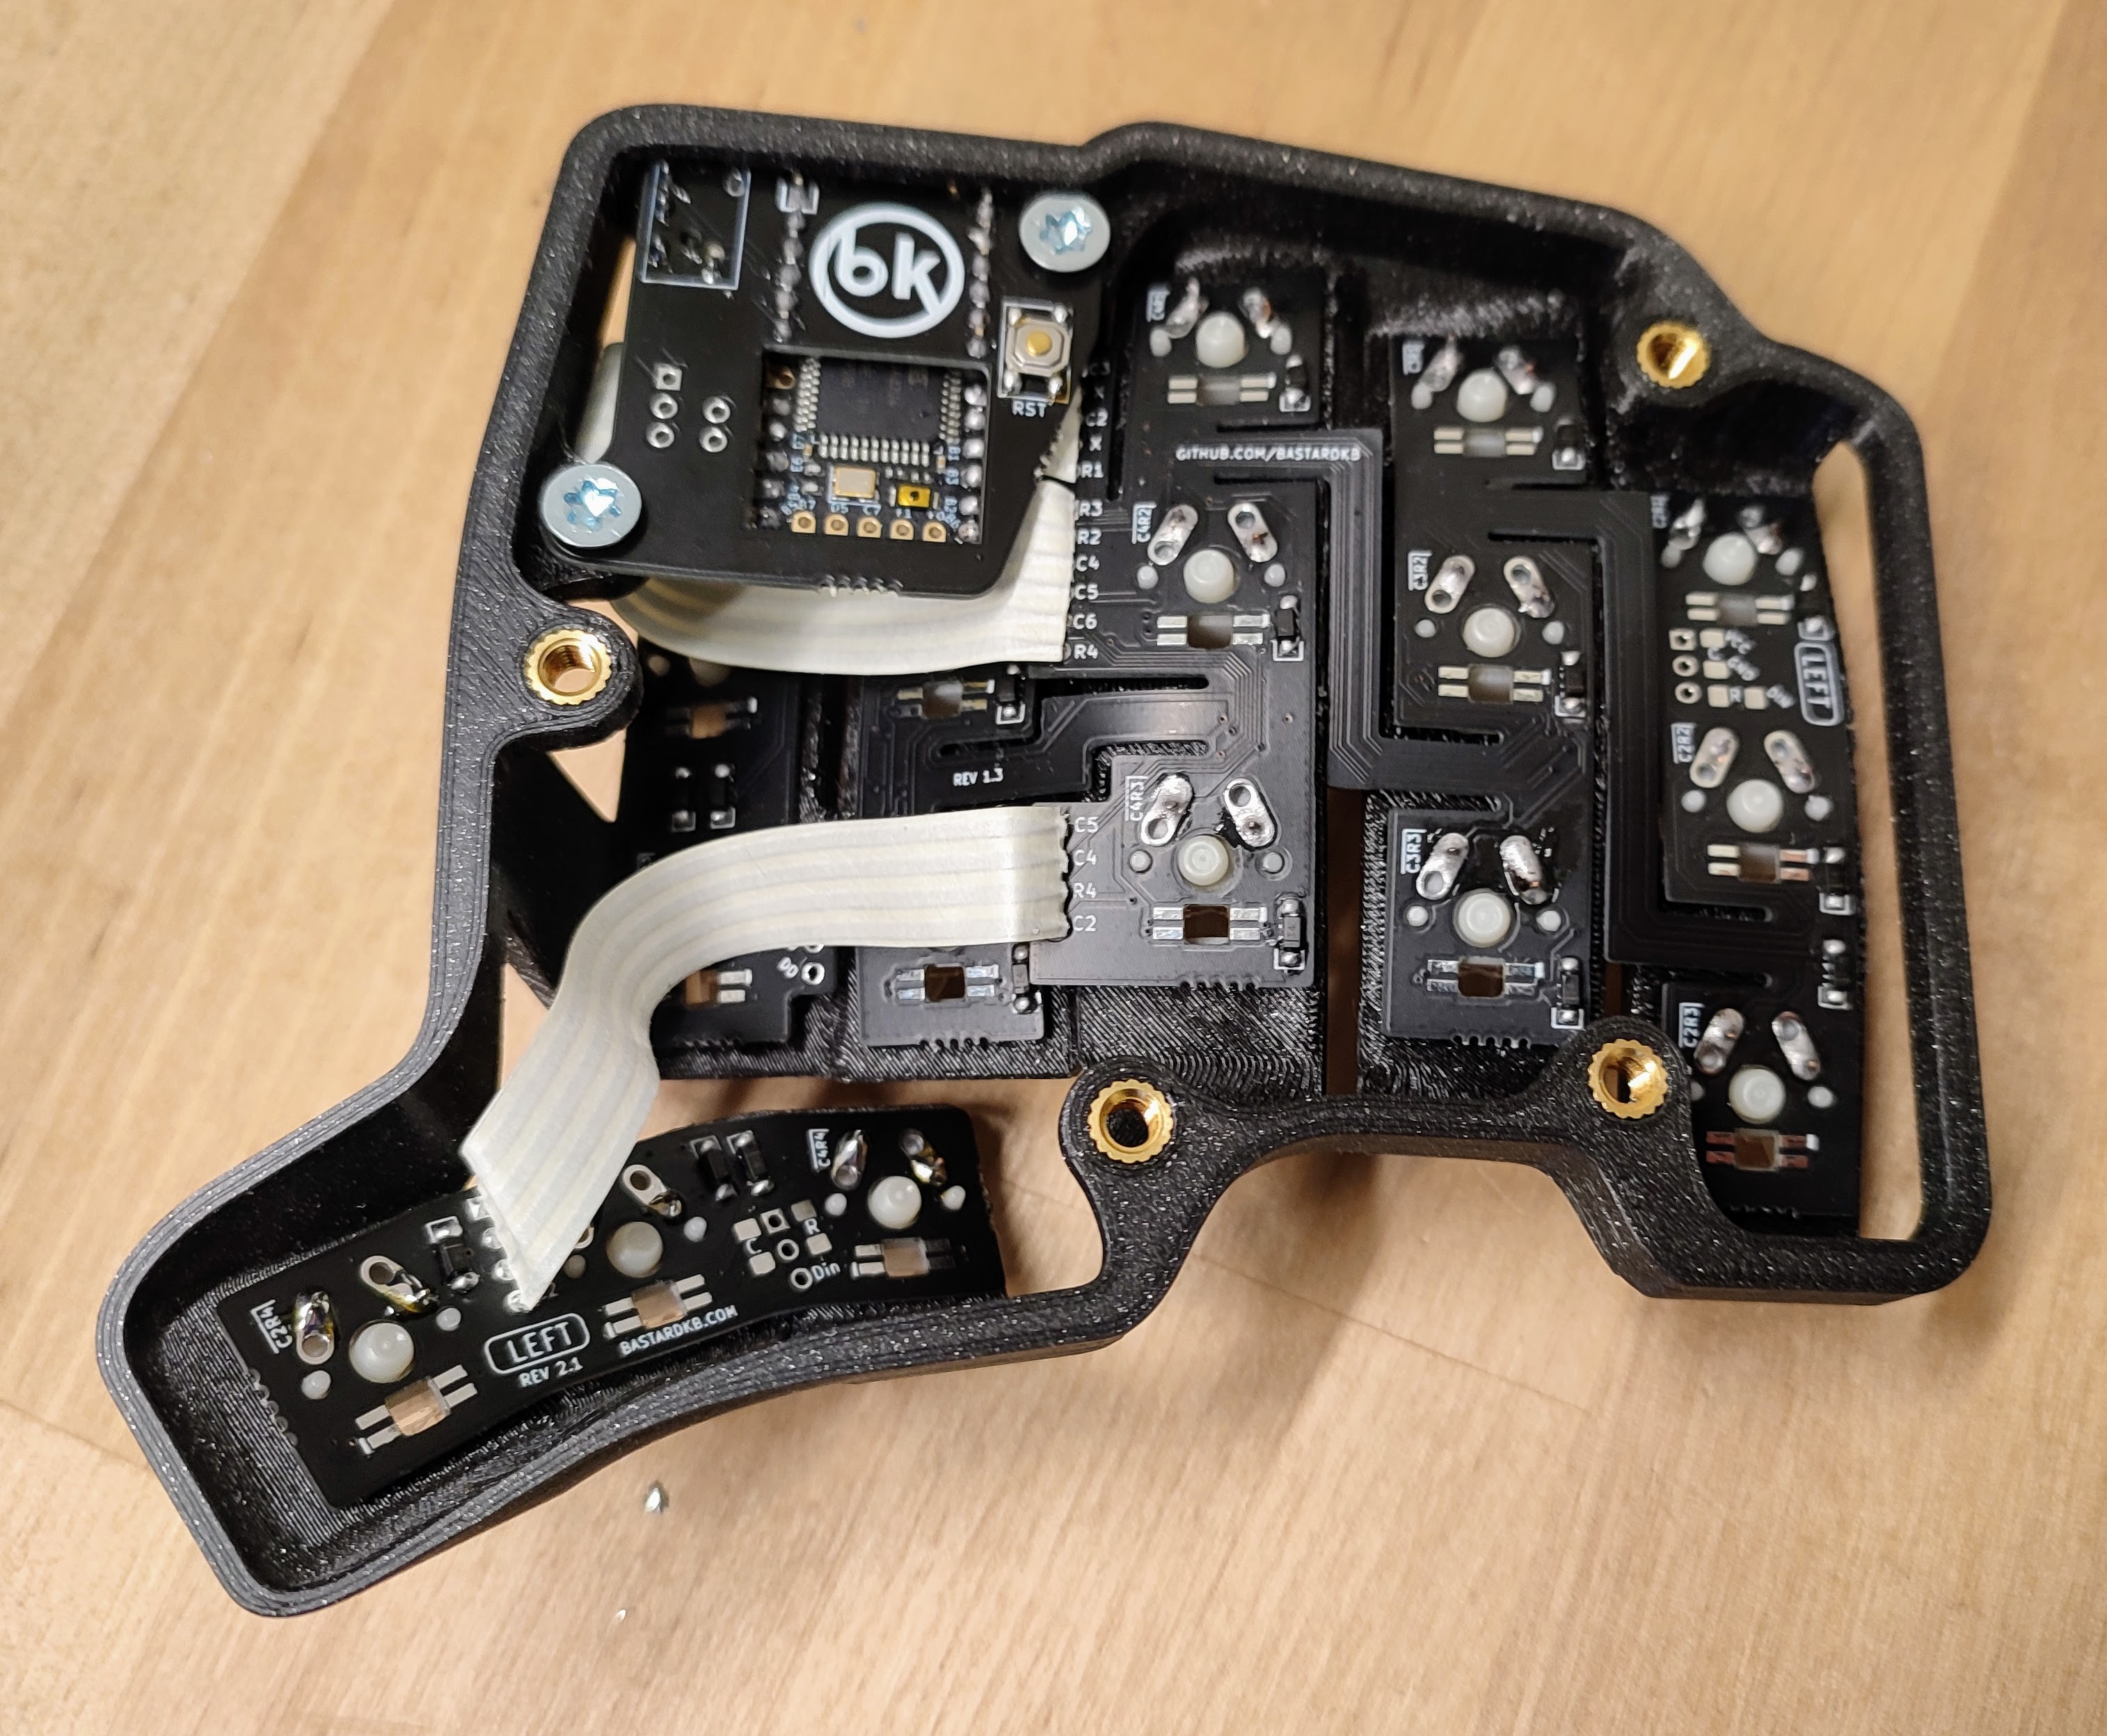 bk
RST
C3
X
C2
X
R1
R3
R2
C4
C5
C6
R4
GITHUB.COM/BASTARDKB
C4R2
C3R2
C2R2
LEFT
REV 1.3
C4R3
C3R3
C2R3
C5
C4
R4
C2
DD
C4R4
C
R
Din
C2R4
LEFT
REV 2.1
BASTARDKB.COM